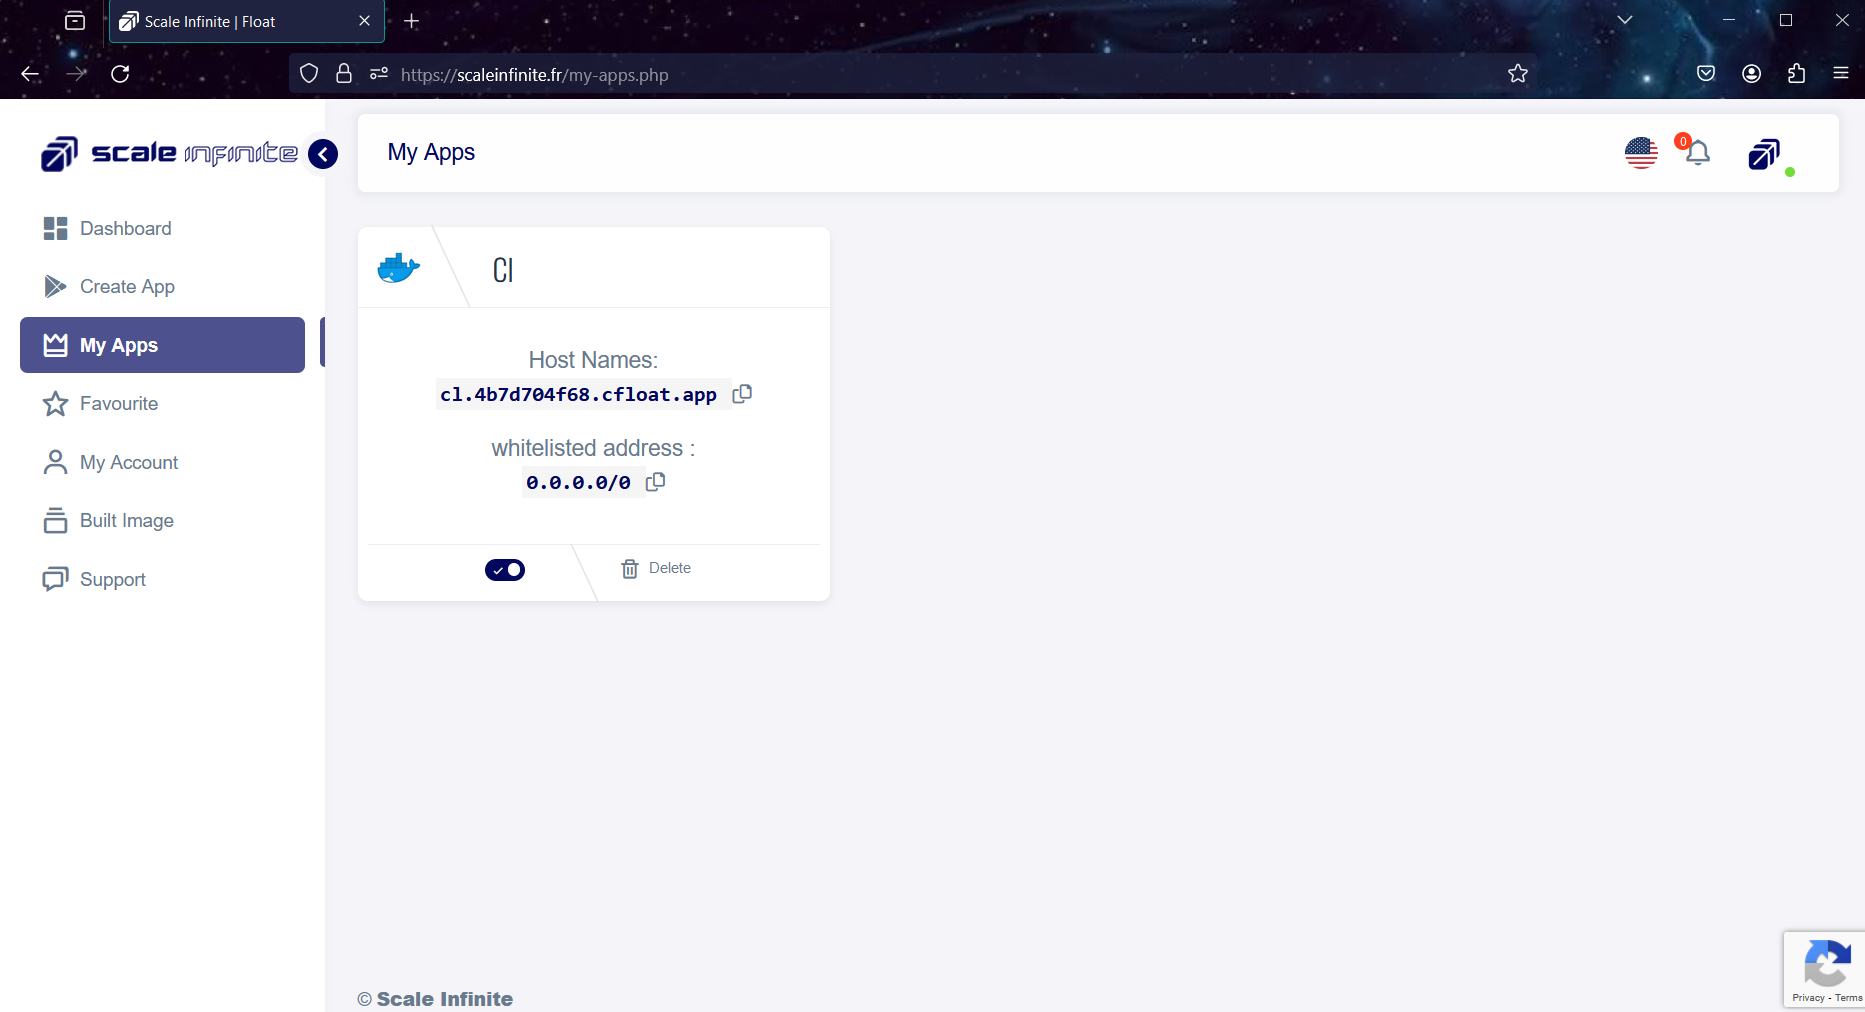 Scale Infinite | Float
https://scaleinfinite.fr/my-apps.php
scale infinite
My Apps
0
Dashboard
Create App
My Apps
Favourite
My Account
Built Image
Support
Cl
Host Names:
cl.4b7d704f68.cfloat.app
whitelisted address :
0.0.0.0/0
Delete
© Scale Infinite
Privacy - Terms